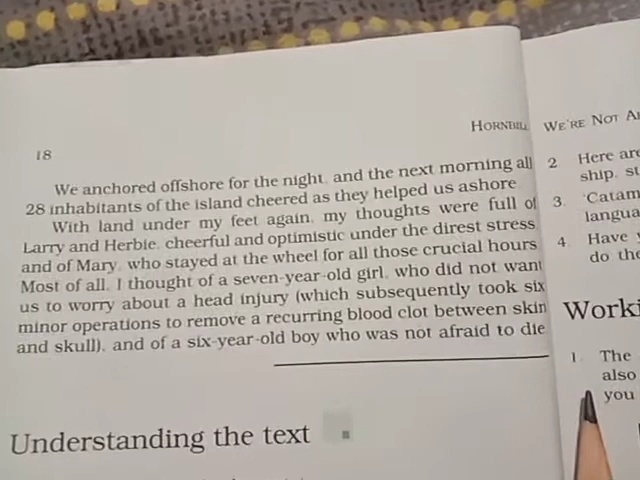 18
HORNBILL
We anchored offshore for the night, and the next morning all
28 inhabitants of the island cheered as they helped us ashore.
With land under my feet again, my thoughts were full of
Larry and Herbie, cheerful and optimistic under the direst stress,
and of Mary, who stayed at the wheel for all those crucial hours.
Most of all, I thought of a seven-year-old girl, who did not want
us to worry about a head injury (which subsequently took six
minor operations to remove a recurring blood clot between skin
and skull), and of a six-year-old boy who was not afraid to die.
Understanding the text
WE'RE NOT
2. Here
ship,
3.
4. Have
do
1. The
also
you